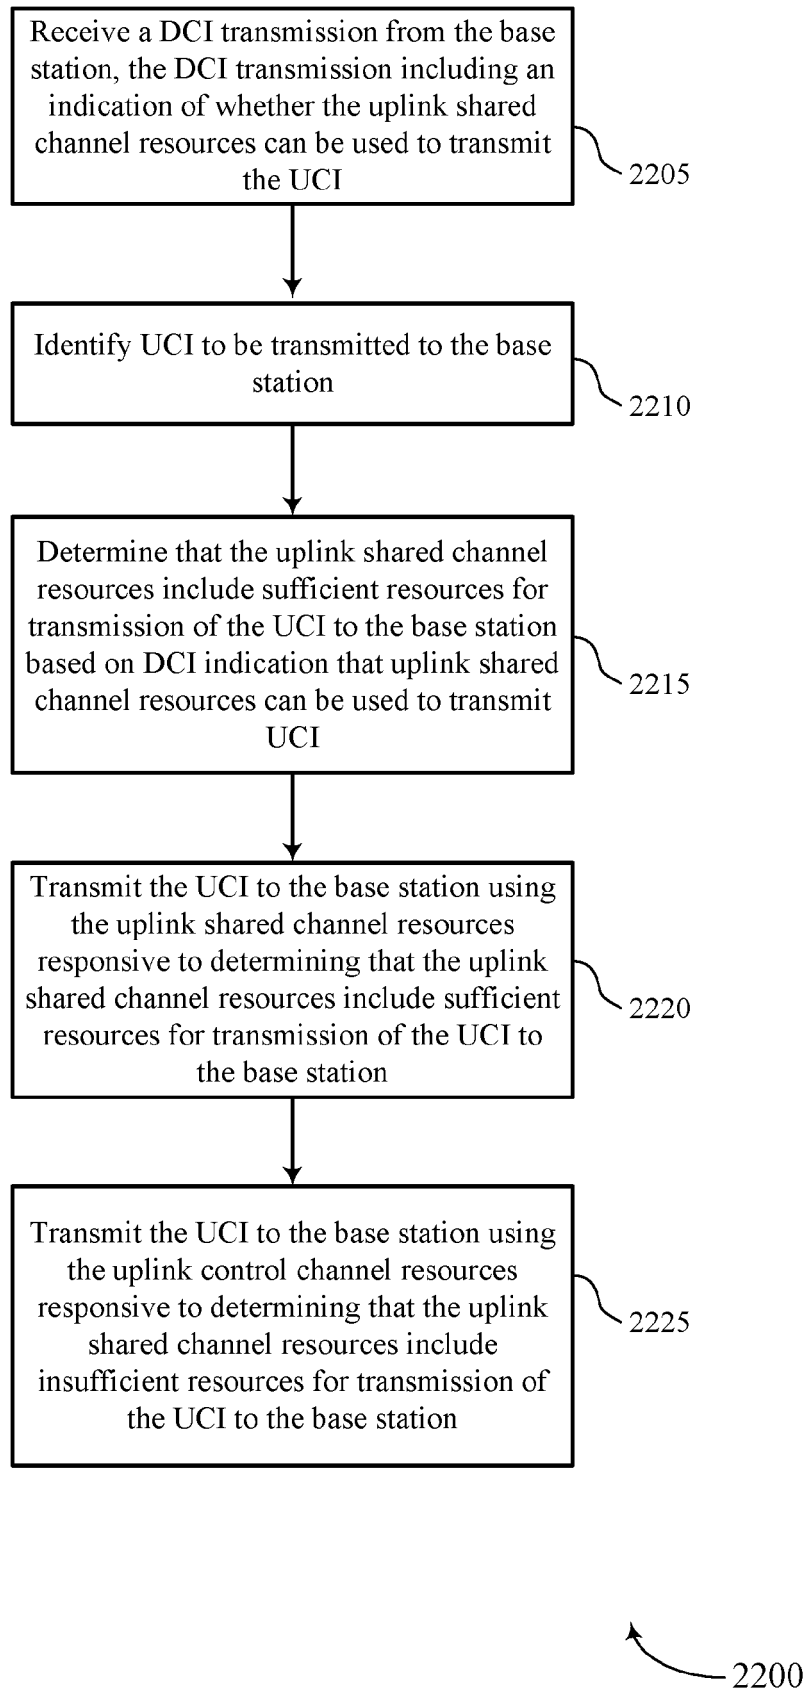 Receive a DCI transmission from the base
station, the DCI transmission including an
indication of whether the uplink shared
channel resources can be used to transmit
the UCI
2205
Identify UCI to be transmitted to the base
station
2210
Determine that the uplink shared channel
resources include sufficient resources for
transmission of the UCI to the base station
based on DCI indication that uplink shared
channel resources can be used to transmit
UCI
2215
Transmit the UCI to the base station using
the uplink shared channel resources
responsive to determining that the uplink
shared channel resources include sufficient
resources for transmission of the UCI to
the base station
2220
Transmit the UCI to the base station using
the uplink control channel resources
responsive to determining that the uplink
shared channel resources include
insufficient resources for transmission of
the UCI to the base station
2225
2200